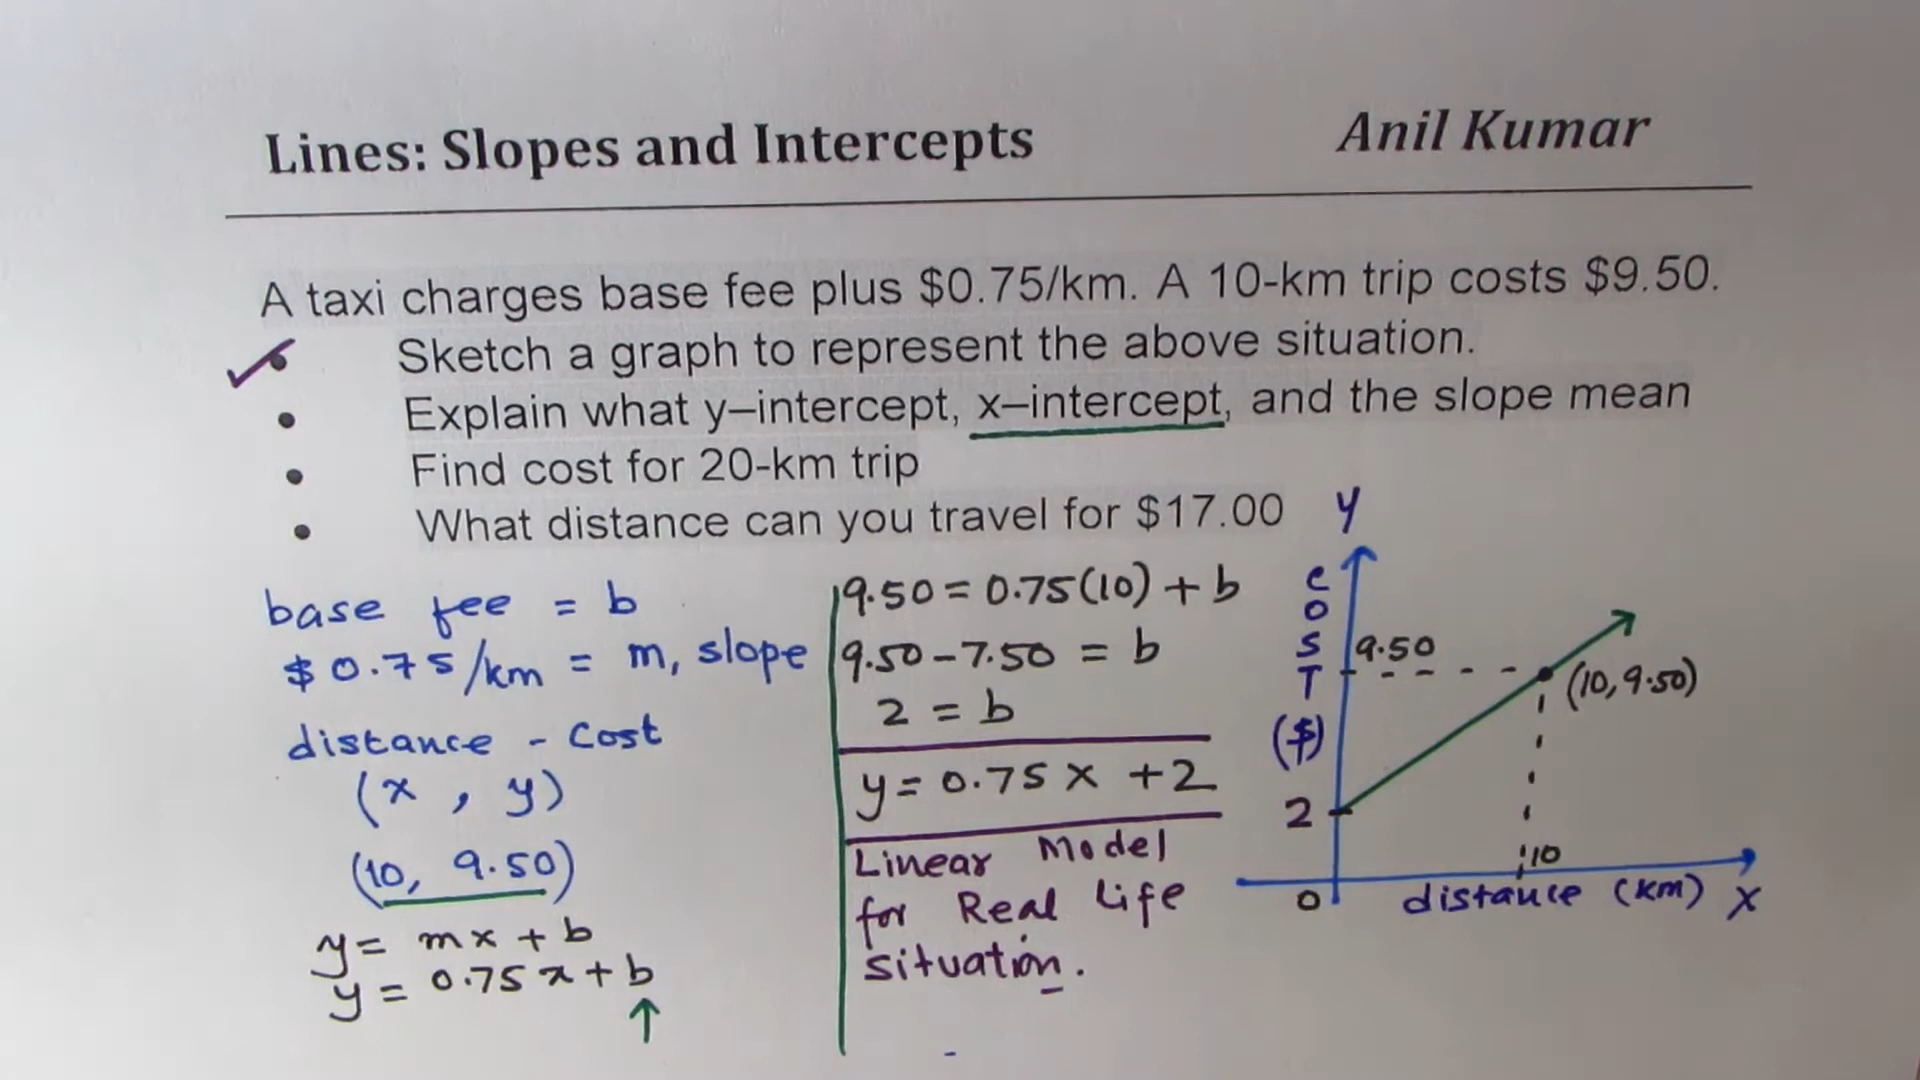 Lines: Slopes and Intercepts
Anil Kumar
A taxi charges base fee plus $0.75/km. A 10-km trip costs $9.50.
Sketch a graph to represent the above situation.
Explain what y–intercept, x–intercept, and the slope mean
Find cost for 20-km trip
What distance can you travel for $17.00
base fee = b
$0.75/km = m, slope
distance - cost
(x , y)
(10, 9.50)
y = mx + b
y = 0.75x + b
↑
9.50 = 0.75(10) + b
9.50 - 7.50 = b
2 = b
y = 0.75x + 2
Linear Model
for Real life
situation.
y
COST
($)
9.50
(10, 9.50)
2
10
0
distance (km) x